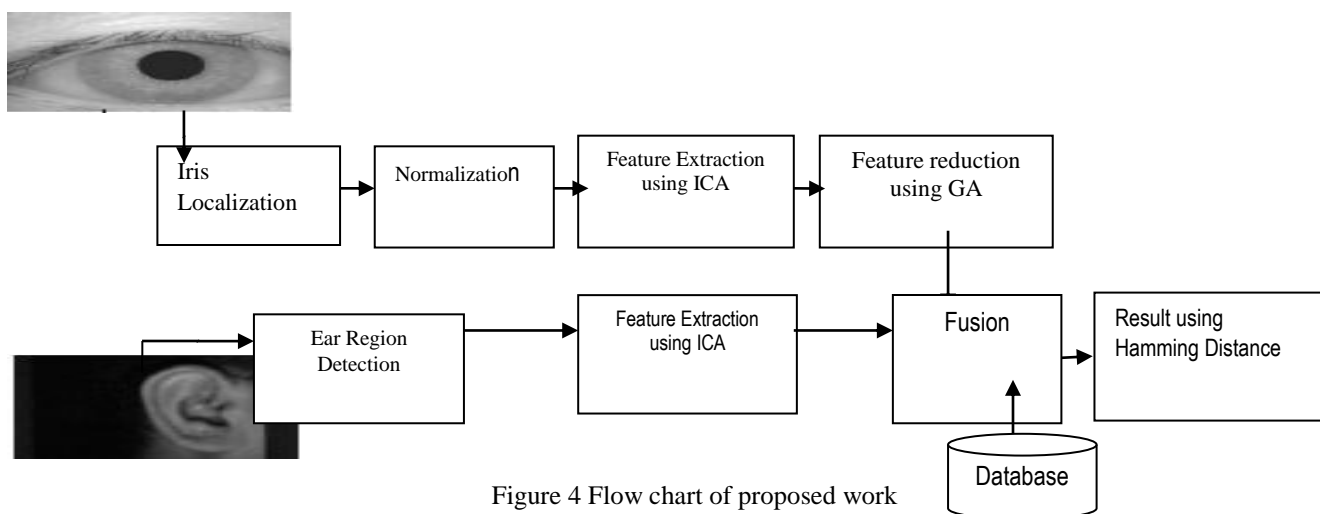 Iris
Localization
Normalization
Feature Extraction
using ICA
Feature reduction
using GA
Ear Region
Detection
Feature Extraction
using ICA
Fusion
Result using
Hamming Distance
Database
Figure 4 Flow chart of proposed work